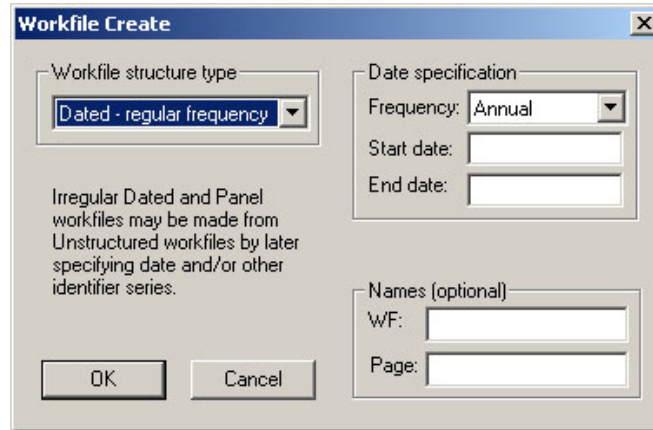 Workfile Create
Workfile structure type
Dated - regular frequency
Irregular Dated and Panel
workfiles may be made from
Unstructured workfiles by later
specifying date and/or other
identifier series.
OK
Cancel
Date specification
Frequency: Annual
Start date:
End date:
Names (optional)
WF:
Page: